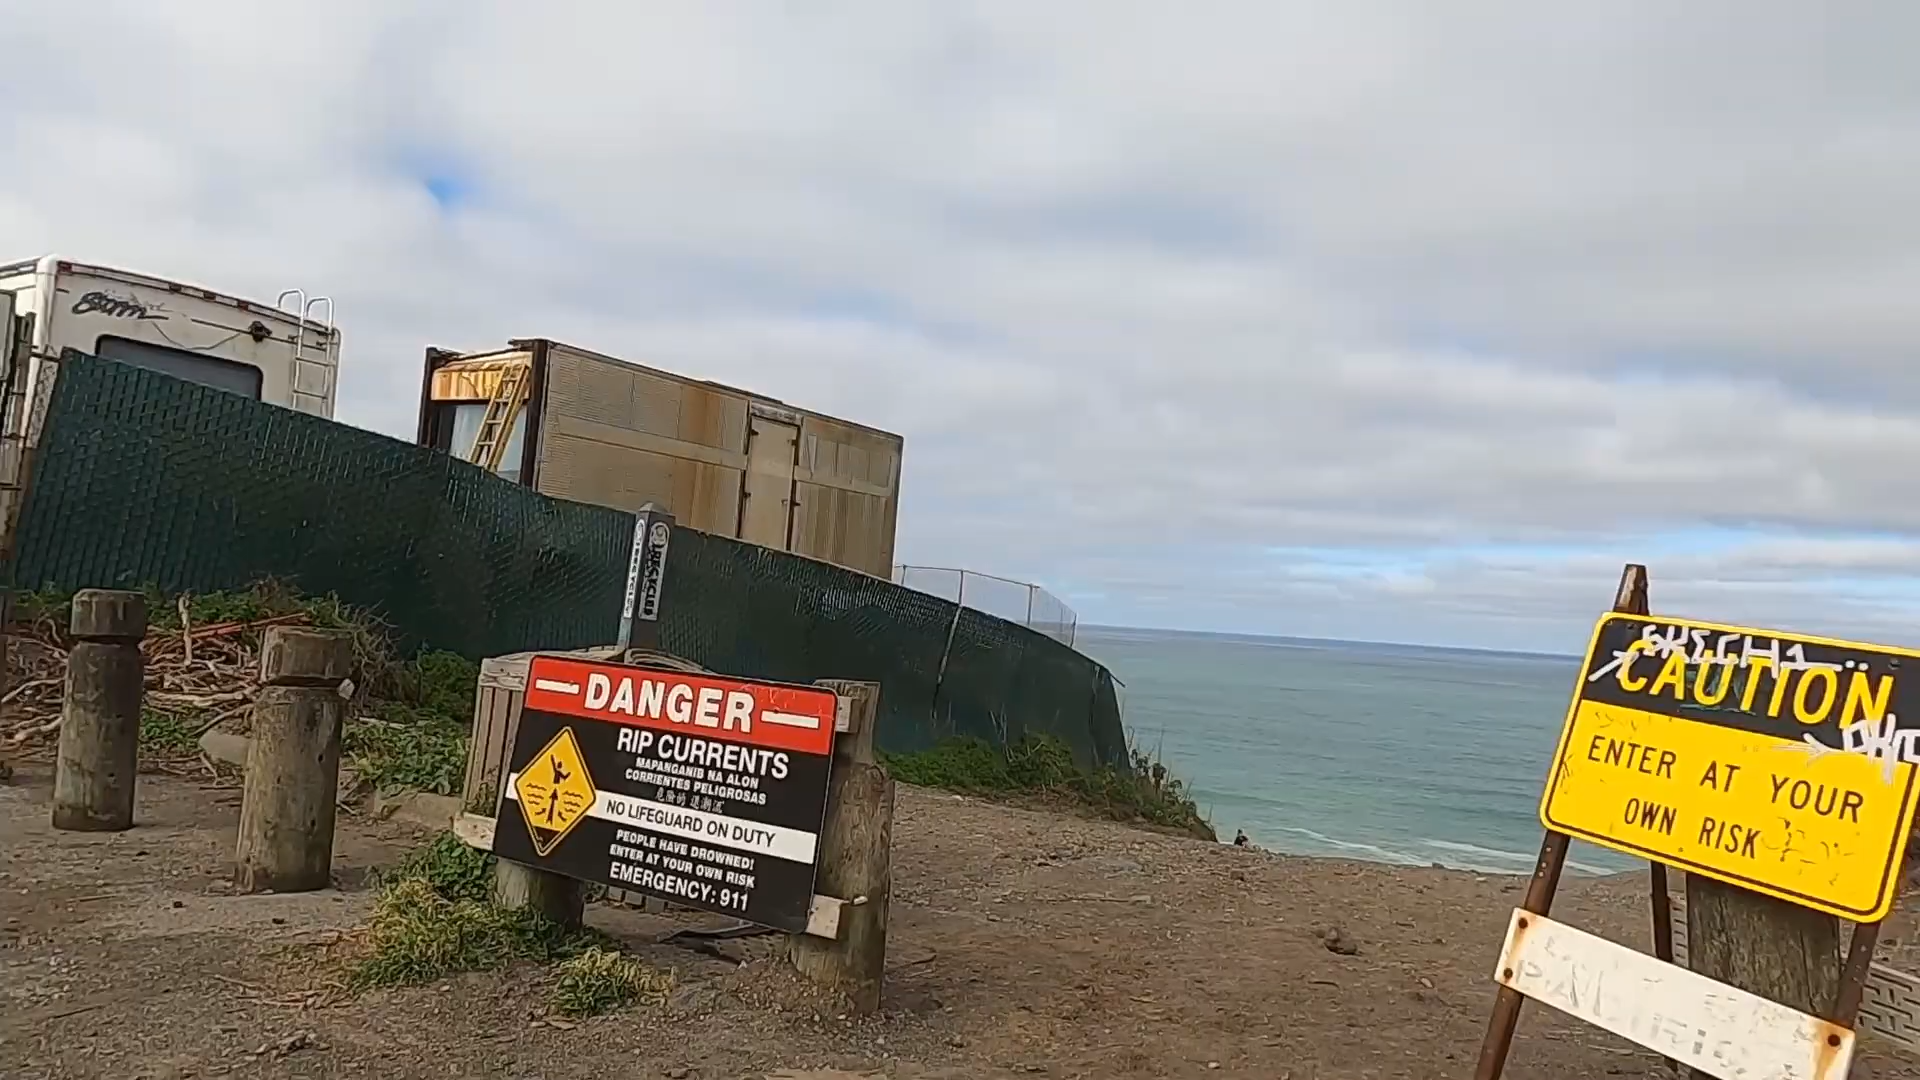 Storm
DANGER
RIP CURRENTS
MAPANGANIB NA ALON
CORRIENTES PELIGROSAS
NO LIFEGUARD ON DUTY
PEOPLE HAVE DROWNED!
ENTER AT YOUR OWN RISK
EMERGENCY: 911
CAUTION
ENTER AT YOUR
OWN RISK